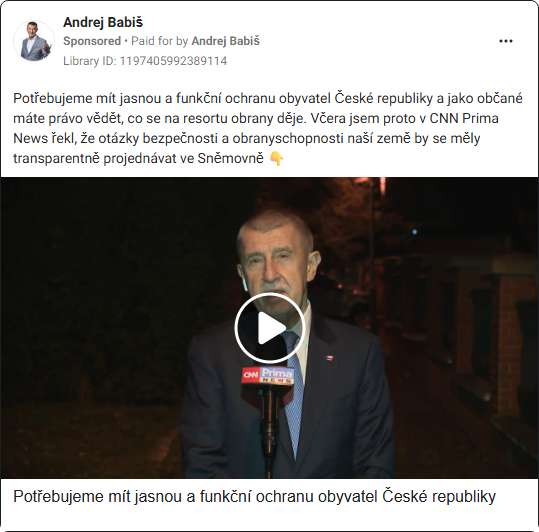 Andrej Babiš
Sponsored • Paid for by Andrej Babiš
Library ID: 1197405992389114
Potřebujeme mít jasnou a funkční ochranu obyvatel České republiky a jako občané
máte právo vědět, co se na resortu obrany děje. Včera jsem proto v CNN Prima
News řekl, že otázky bezpečnosti a obranyschopnosti naší země by se měly
transparentně projednávat ve Sněmovně 👇
CNN Prima
NEWS
Potřebujeme mít jasnou a funkční ochranu obyvatel České republiky